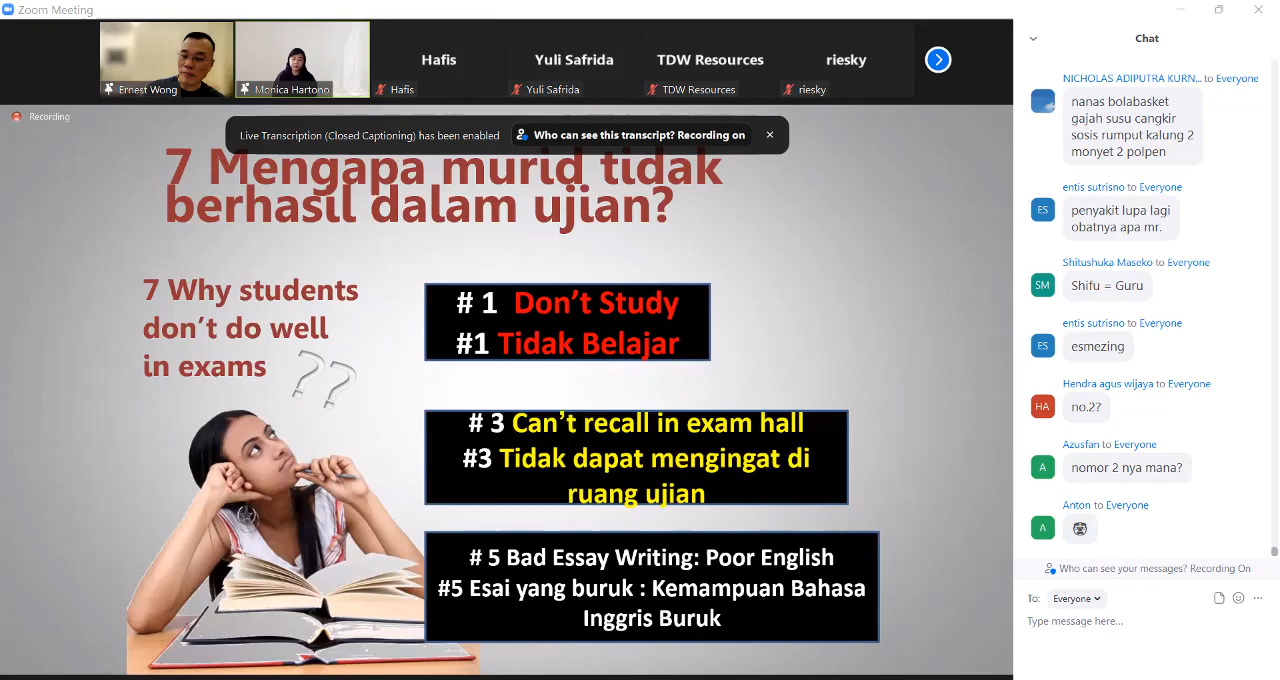 Zoom Meeting
Ernest Wong
Monica Hartono
Hafis
Hafis
Yuli Safrida
Yuli Safrida
TDW Resources
TDW Resources
riesky
riesky
Recording
Live Transcription (Closed Captioning) has been enabled
Who can see this transcript? Recording on
7 Mengapa murid tidak
berhasil dalam ujian?
7 Why students
don't do well
in exams
??
# 1 Don't Study
#1 Tidak Belajar
# 3 Can't recall in exam hall
#3 Tidak dapat mengingat di
ruang ujian
# 5 Bad Essay Writing: Poor English
#5 Esai yang buruk : Kemampuan Bahasa
Inggris Buruk
Chat
NICHOLAS ADIPUTRA KURN... to Everyone
nanas bolabasket
gajah susu cangkir
sosis rumput kalung 2
monyet 2 polpen
entis sutrisno to Everyone
ES
penyakit lupa lagi
obatnya apa mr.
Shitushuka Maseko to Everyone
SM
Shifu = Guru
entis sutrisno to Everyone
ES
esmezing
Hendra agus wijaya to Everyone
HA
no.2?
Azusfan to Everyone
A
nomor 2 nya mana?
Anton to Everyone
A
Who can see your messages? Recording On
To: Everyone
Type message here...